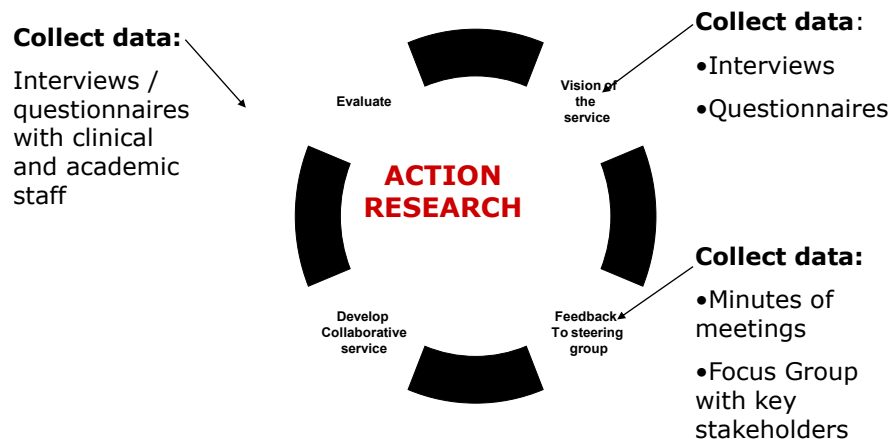 Collect data:
Interviews /
questionnaires
with clinical
and academic
staff
Evaluate
Vision of
the
service
Collect data:
•Interviews
•Questionnaires
ACTION
RESEARCH
Develop
Collaborative
service
Feedback
To steering
group
Collect data:
•Minutes of
meetings
•Focus Group
with key
stakeholders